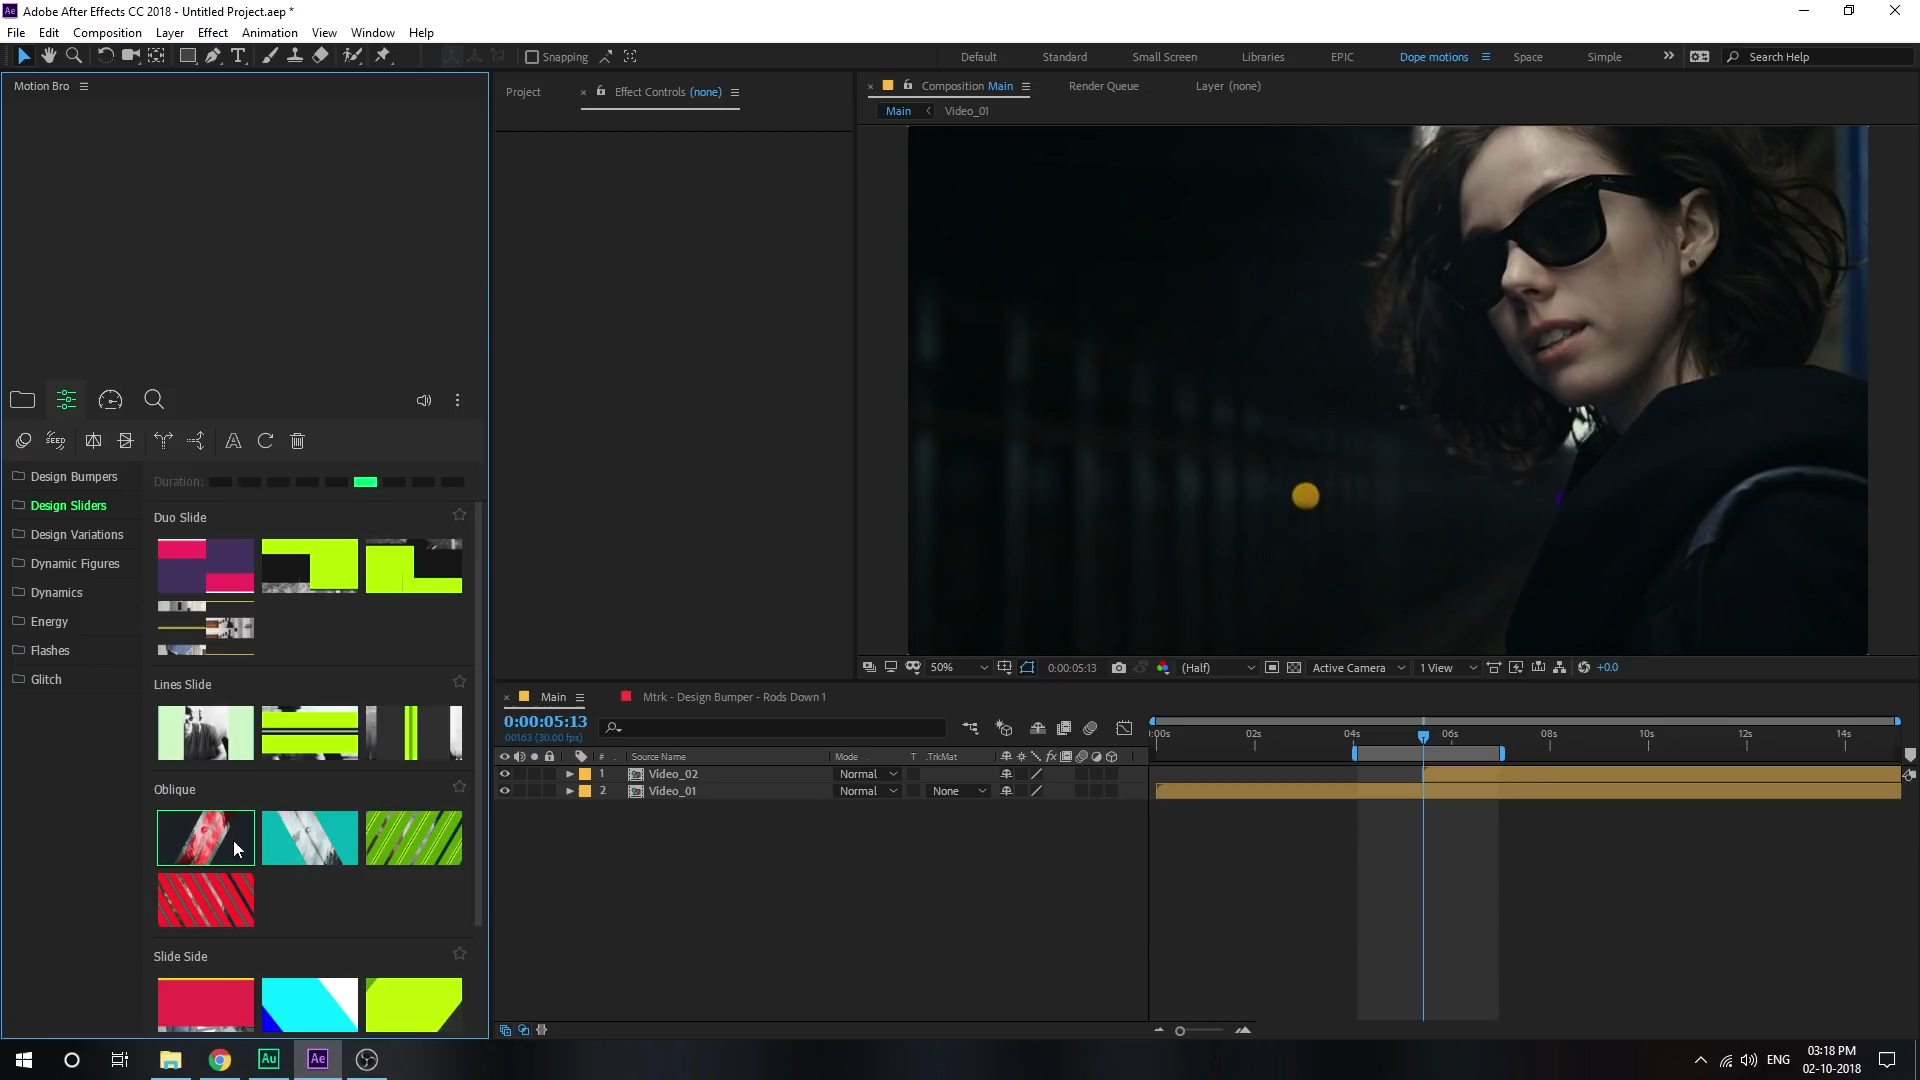 Ae Adobe After Effects CC 2018 - Untitled Project.aep *
File Edit Composition Layer Effect Animation View Window Help
Snapping Default Standard Small Screen Libraries EPIC Dope motions Space Simple Search Help
Motion Bro
Project
Effect Controls (none)
Composition Main
Render Queue
Layer (none)
Main
Video_01
SEED
Design Bumpers
Design Sliders
Design Variations
Dynamic Figures
Dynamics
Energy
Flashes
Glitch
Duration:
Duo Slide
Lines Slide
Oblique
Slide Side
50% 0:00:05:13 (Half) Active Camera 1 View +0.0
Main
Mtrk - Design Bumper - Rods Down 1
0:00:05:13
00163 (30.00 fps)
# Source Name Mode T .TrkMat
1 Video_02 Normal
2 Video_01 Normal None
:00s 02s 04s 06s 08s 10s 12s 14s
Au Ae
ENG
03:18 PM
02-10-2018